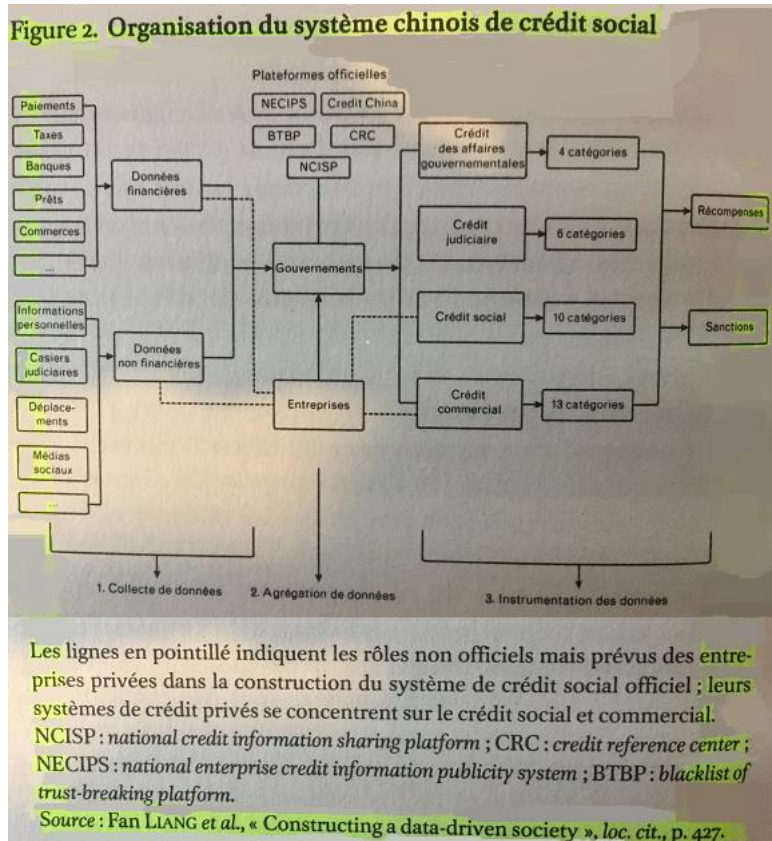 Figure 2. Organisation du système chinois de crédit social
Plateformes officielles
NECIPS
Credit China
BTBP
CRC
NCISP
Paiements
Taxes
Banques
Prêts
Commerces
...
Informations
personnelles
Casiers
judiciaires
Déplace-
ments
Médias
sociaux
...
Données
financières
Données
non financières
Gouvernements
Entreprises
Crédit
des affaires
gouvernementales
Crédit
judiciaire
Crédit social
Crédit
commercial
4 catégories
6 catégories
10 catégories
13 catégories
Récompenses
Sanctions
1. Collecte de données
2. Agrégation de données
3. Instrumentation des données
Les lignes en pointillé indiquent les rôles non officiels mais prévus des entre-
prises privées dans la construction du système de crédit social officiel ; leurs
systèmes de crédit privés se concentrent sur le crédit social et commercial.
NCISP : national credit information sharing platform ; CRC : credit reference center ;
NECIPS : national enterprise credit information publicity system ; BTBP : blacklist of
trust-breaking platform.
Source : Fan LIANG et al., « Constructing a data-driven society », loc. cit., p. 427.